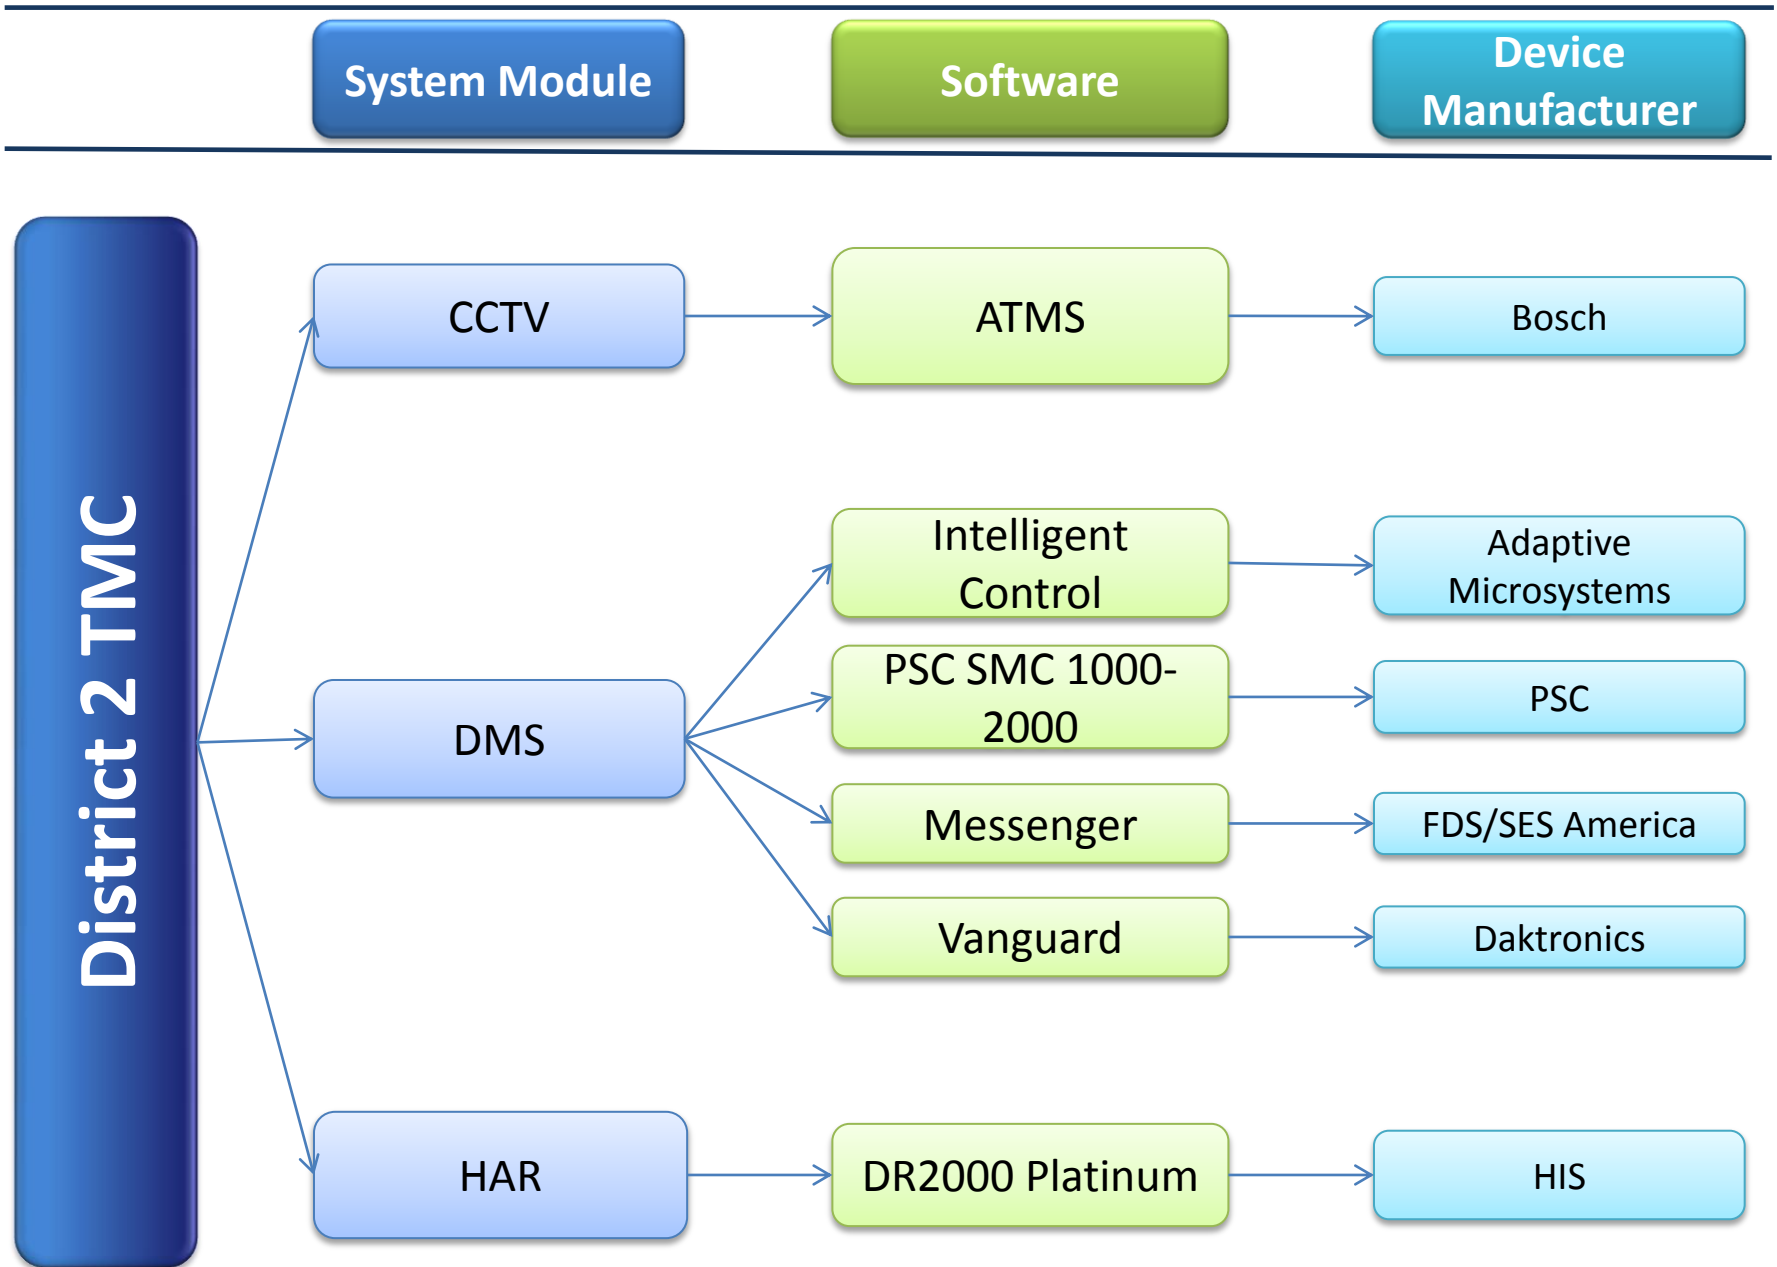 System Module
Software
Device
Manufacturer
District 2 TMC
CCTV
ATMS
Bosch
DMS
Intelligent
Control
Adaptive
Microsystems
PSC SMC 1000-
2000
PSC
Messenger
FDS/SES America
Vanguard
Daktronics
HAR
DR2000 Platinum
HIS